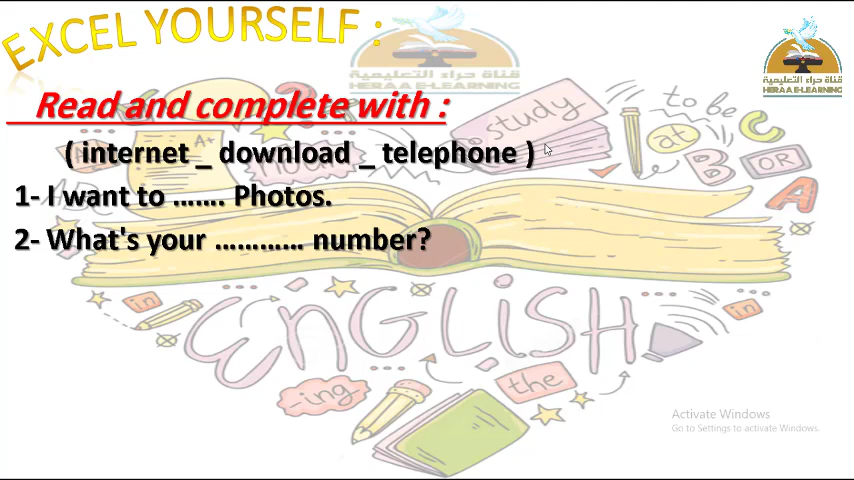 EXCEL YOURSELF :
قناة حراء التعليمية
HERAA E-LEARNING
قناة حراء التعليمية
HERAA E-LEARNING
Read and complete with :
( internet _ download _ telephone )
1- I want to ....... Photos.
2- What's your ............ number?
study
to be
at
C
B
OR
A
A+
in
in
ENGLISH
-ing
the
Activate Windows
Go to Settings to activate Windows.